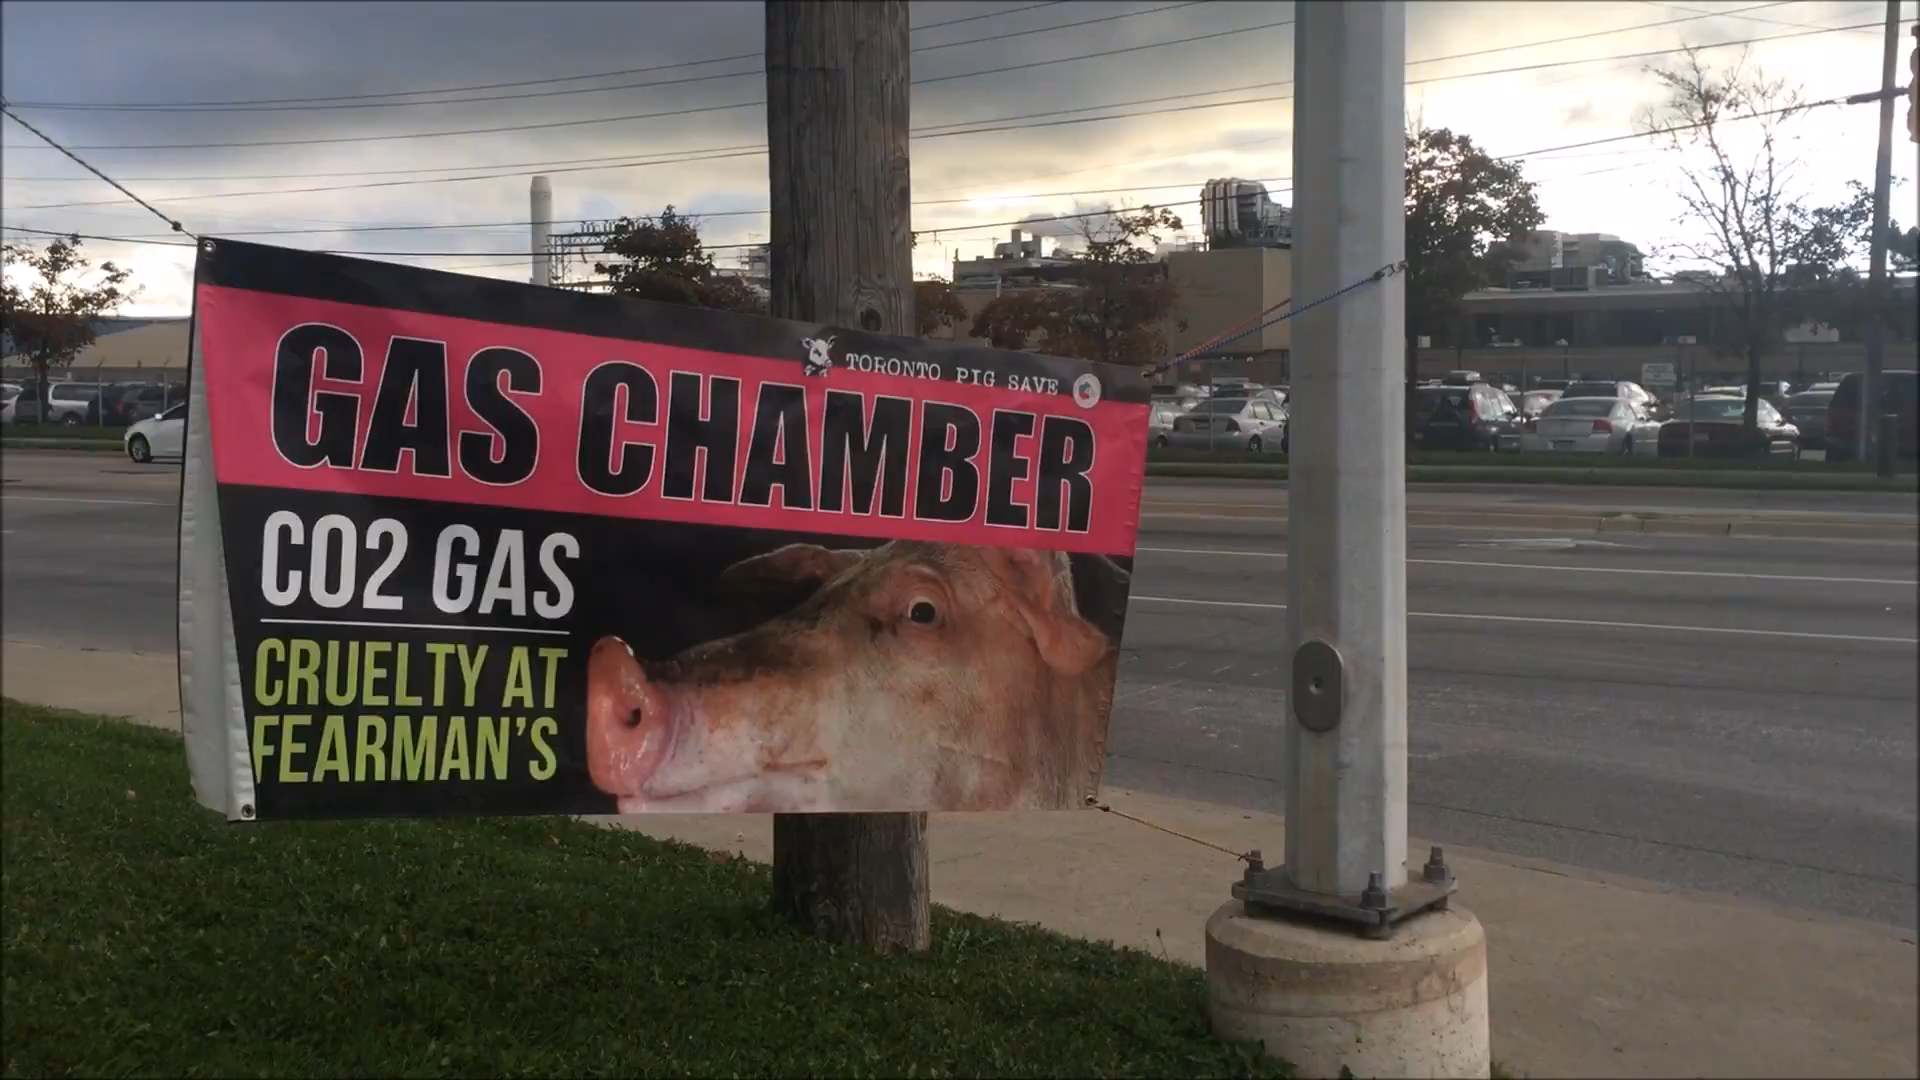 TORONTO PIG SAVE
GAS CHAMBER
CO2 GAS
CRUELTY AT
FEARMAN'S